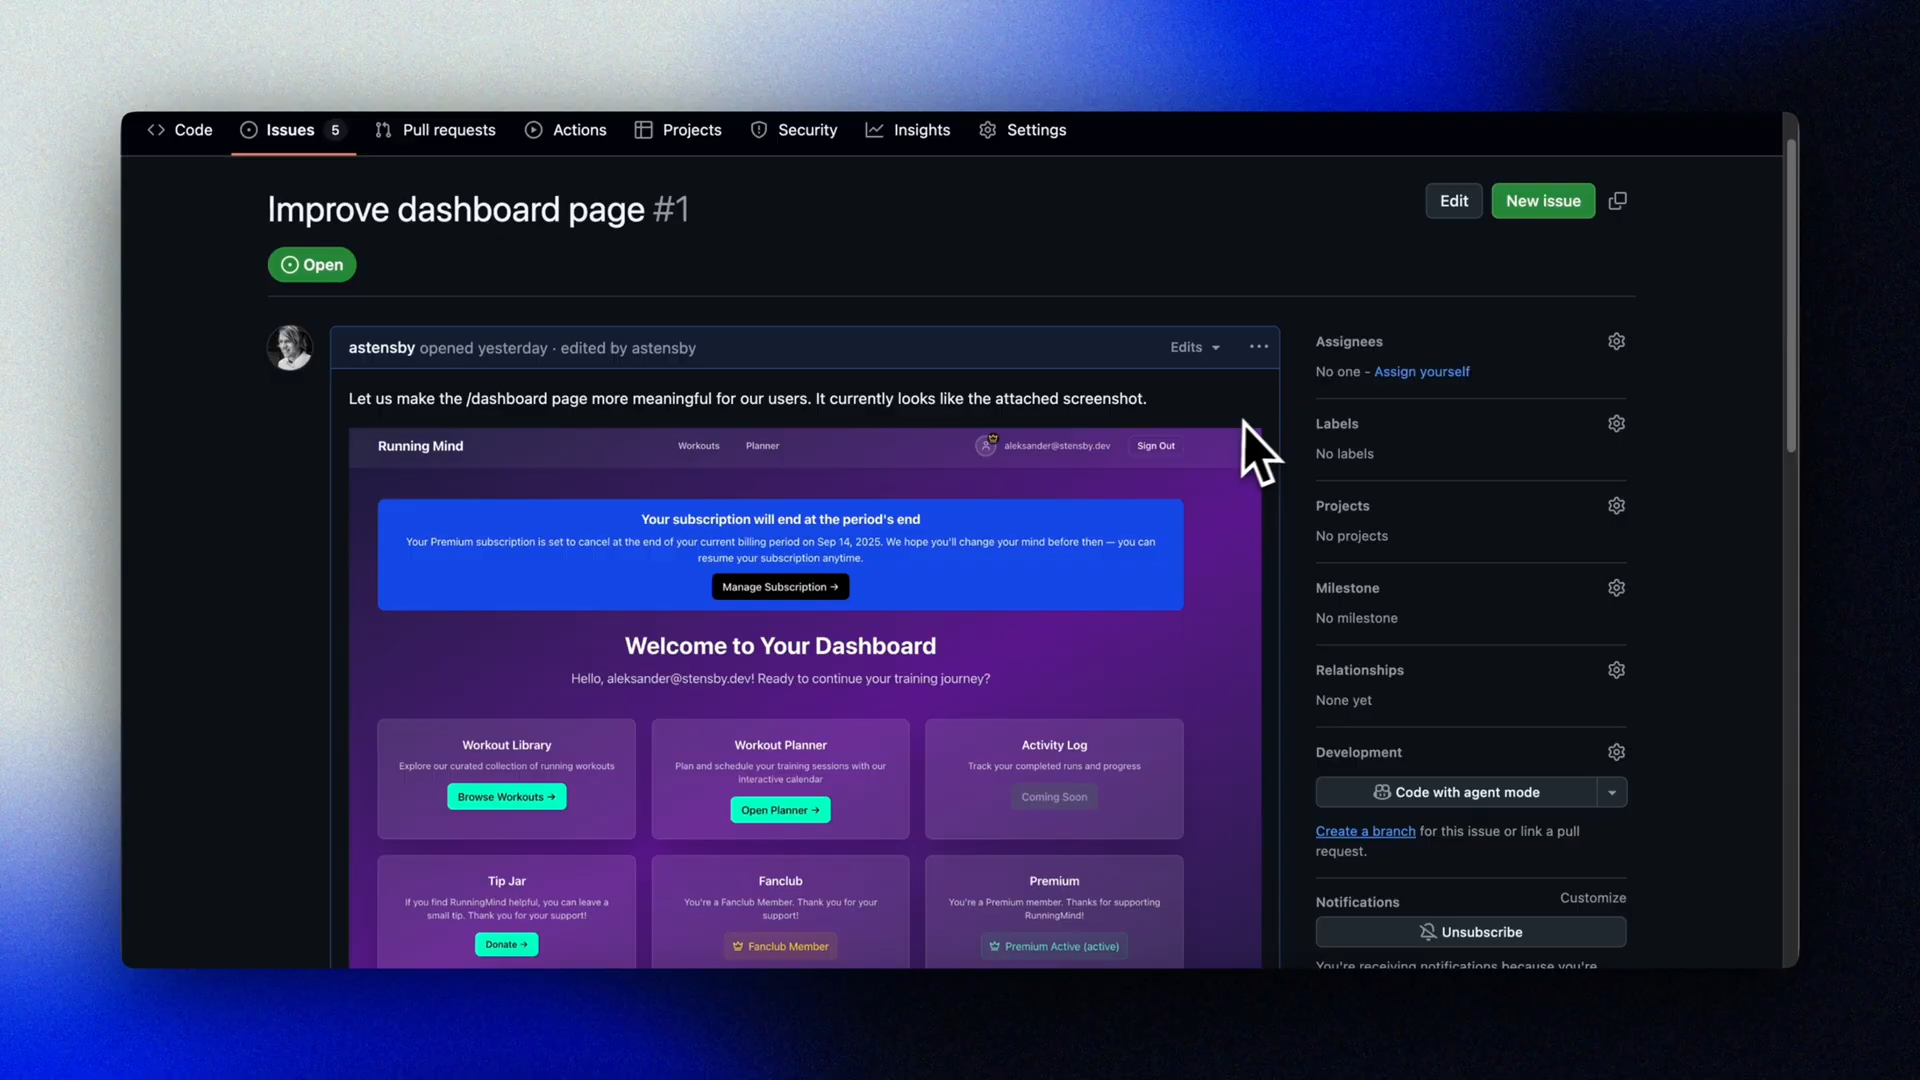 Code
Issues 5
Pull requests
Actions
Projects
Security
Insights
Settings
Improve dashboard page #1
Edit
New issue
Open
astensby opened yesterday · edited by astensby
Edits
Let us make the /dashboard page more meaningful for our users. It currently looks like the attached screenshot.
Running Mind
Workouts
Planner
aleksander@stensby.dev
Sign Out
Your subscription will end at the period's end
Your Premium subscription is set to cancel at the end of your current billing period on Sep 14, 2025. We hope you'll change your mind before then — you can
resume your subscription anytime.
Manage Subscription →
Welcome to Your Dashboard
Hello, aleksander@stensby.dev! Ready to continue your training journey?
Workout Library
Explore our curated collection of running workouts
Browse Workouts →
Workout Planner
Plan and schedule your training sessions with our
interactive calendar
Open Planner →
Activity Log
Track your completed runs and progress
Coming Soon
Tip Jar
If you find RunningMind helpful, you can leave a
small tip. Thank you for your support!
Donate →
Fanclub
You're a Fanclub Member. Thank you for your
support!
Fanclub Member
Premium
You're a Premium member. Thanks for supporting
RunningMind!
Premium Active (active)
Assignees
No one - Assign yourself
Labels
No labels
Projects
No projects
Milestone
No milestone
Relationships
None yet
Development
Code with agent mode
Create a branch for this issue or link a pull
request.
Notifications
Customize
Unsubscribe
You're receiving notifications because you're